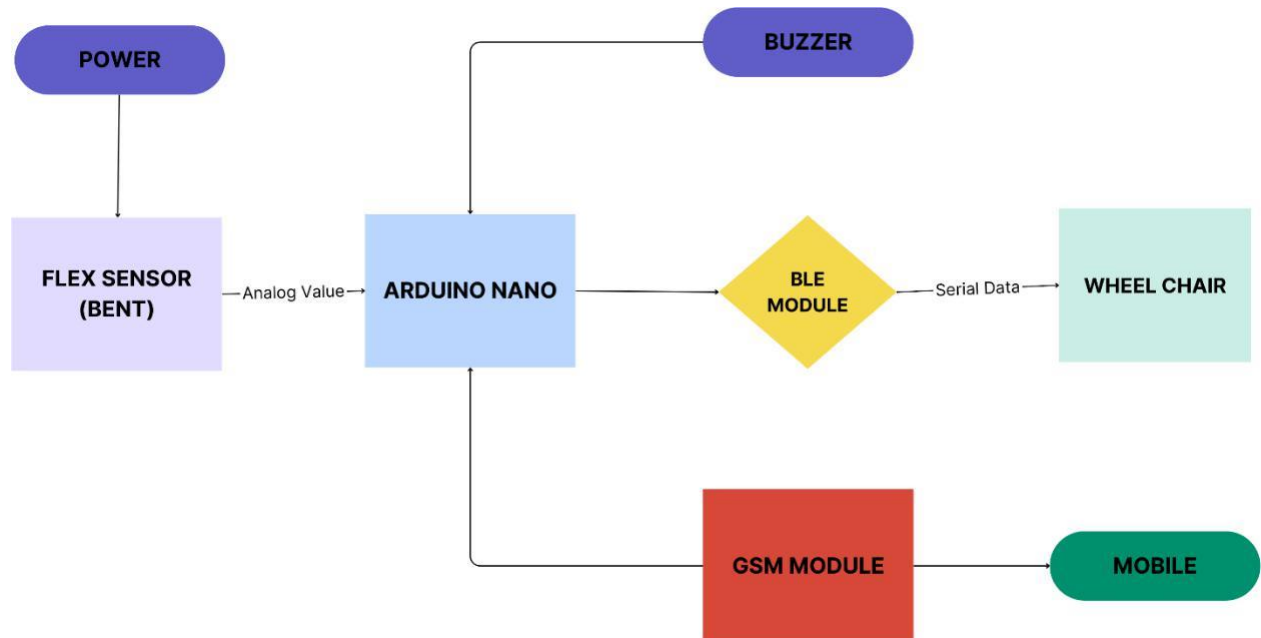 POWER
BUZZER
FLEX SENSOR
(BENT)
Analog Value
ARDUINO NANO
BLE
MODULE
Serial Data
WHEEL CHAIR
GSM MODULE
MOBILE